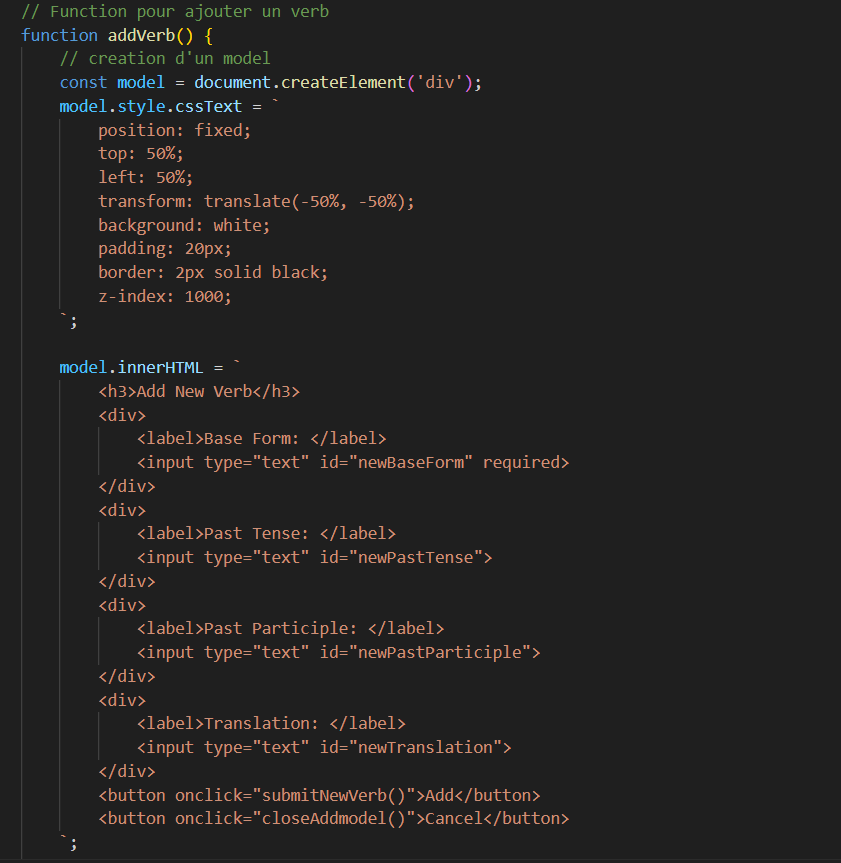 // Function pour ajouter un verb
function addVerb() {
    // creation d'un model
    const model = document.createElement('div');
    model.style.cssText = `
        position: fixed;
        top: 50%;
        left: 50%;
        transform: translate(-50%, -50%);
        background: white;
        padding: 20px;
        border: 2px solid black;
        z-index: 1000;
    `;

    model.innerHTML = `
        <h3>Add New Verb</h3>
        <div>
            <label>Base Form: </label>
            <input type="text" id="newBaseForm" required>
        </div>
        <div>
            <label>Past Tense: </label>
            <input type="text" id="newPastTense">
        </div>
        <div>
            <label>Past Participle: </label>
            <input type="text" id="newPastParticiple">
        </div>
        <div>
            <label>Translation: </label>
            <input type="text" id="newTranslation">
        </div>
        <button onclick="submitNewVerb()">Add</button>
        <button onclick="closeAddmodel()">Cancel</button>
    `;